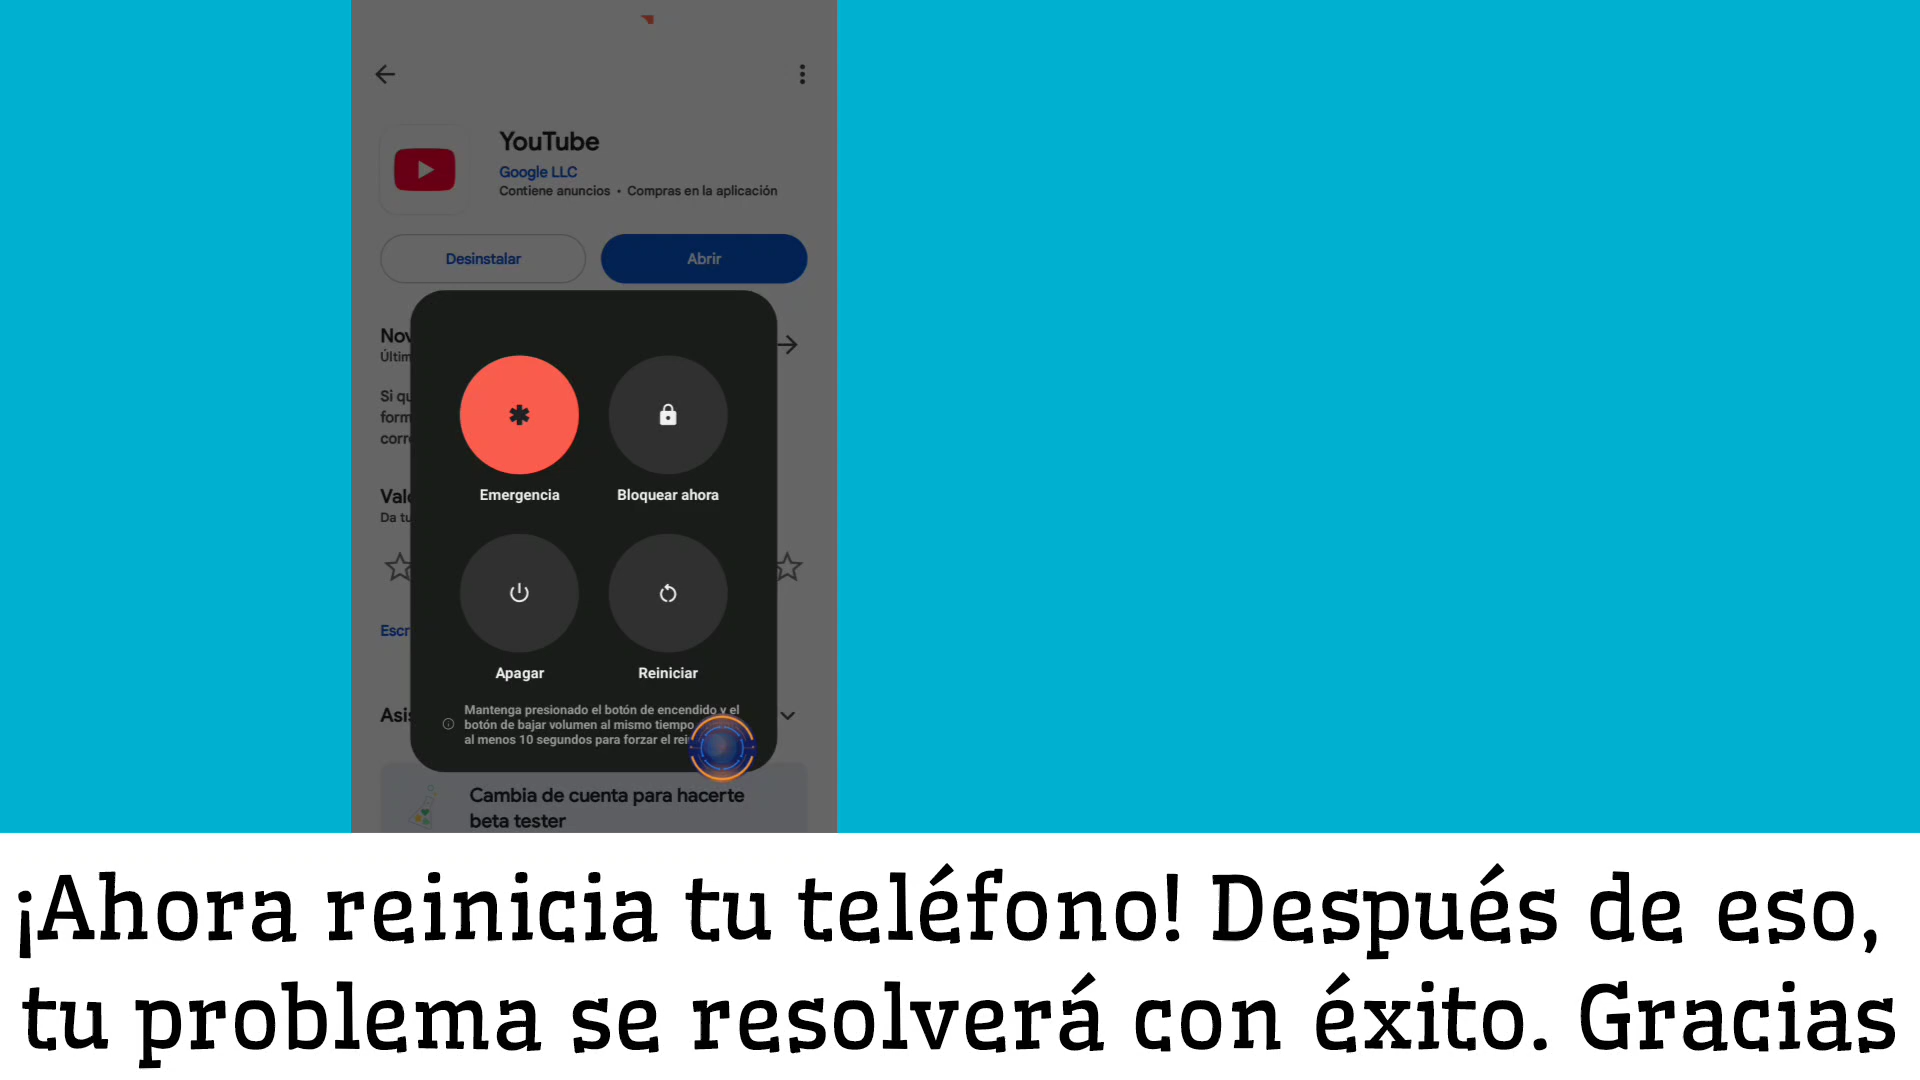 YouTube
Google LLC
Contiene anuncios • Compras en la aplicación
Desinstalar
Abrir
Emergencia
Bloquear ahora
Apagar
Reiniciar
Mantenga presionado el botón de encendido y el
botón de bajar volumen al mismo tiempo
al menos 10 segundos para forzar el
Cambia de cuenta para hacerte
beta tester
¡Ahora reinicia tu teléfono! Después de eso,
tu problema se resolverá con éxito. Gracias